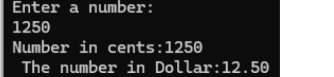 Enter a number:
1250
Number in cents:1250
 The number in Dollar:12.50